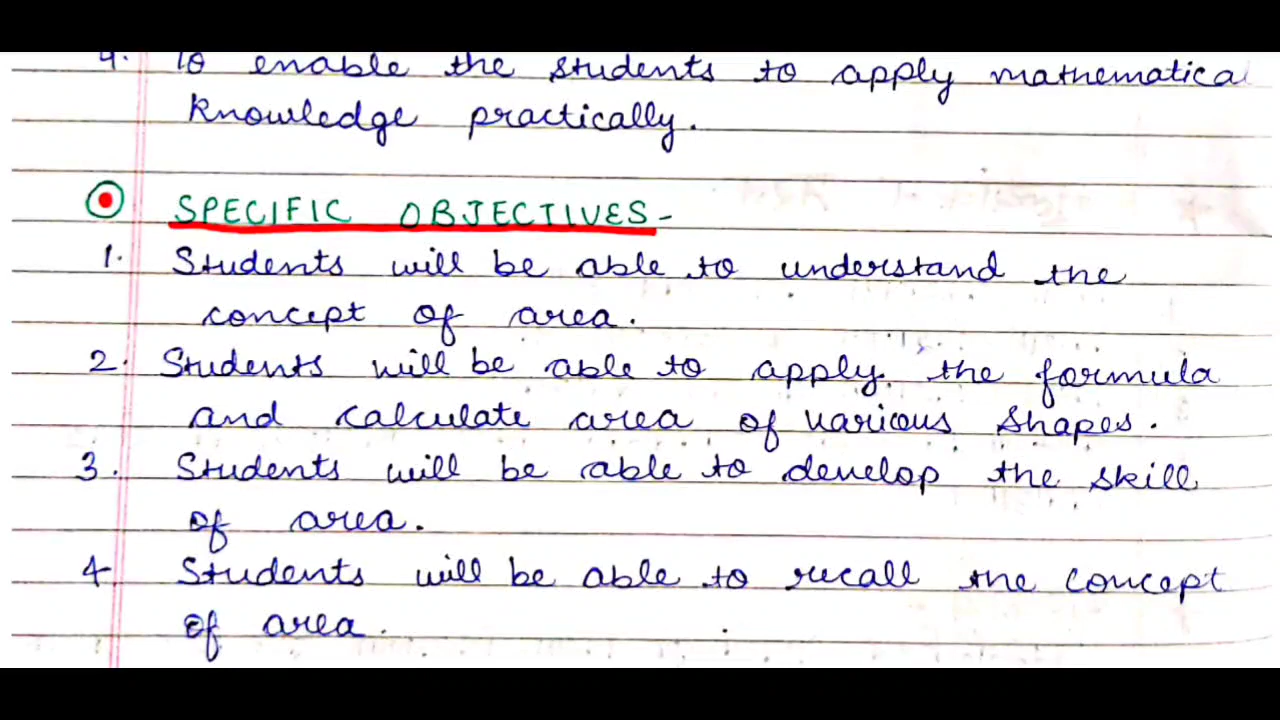 4. To enable the students to apply mathematical
knowledge practically.
SPECIFIC OBJECTIVES-
1. Students will be able to understand the
concept of area.
2. Students will be able to apply the formula
and calculate area of various shapes.
3. Students will be able to develop the skill
of area.
4 Students will be able to recall the concept
of area.